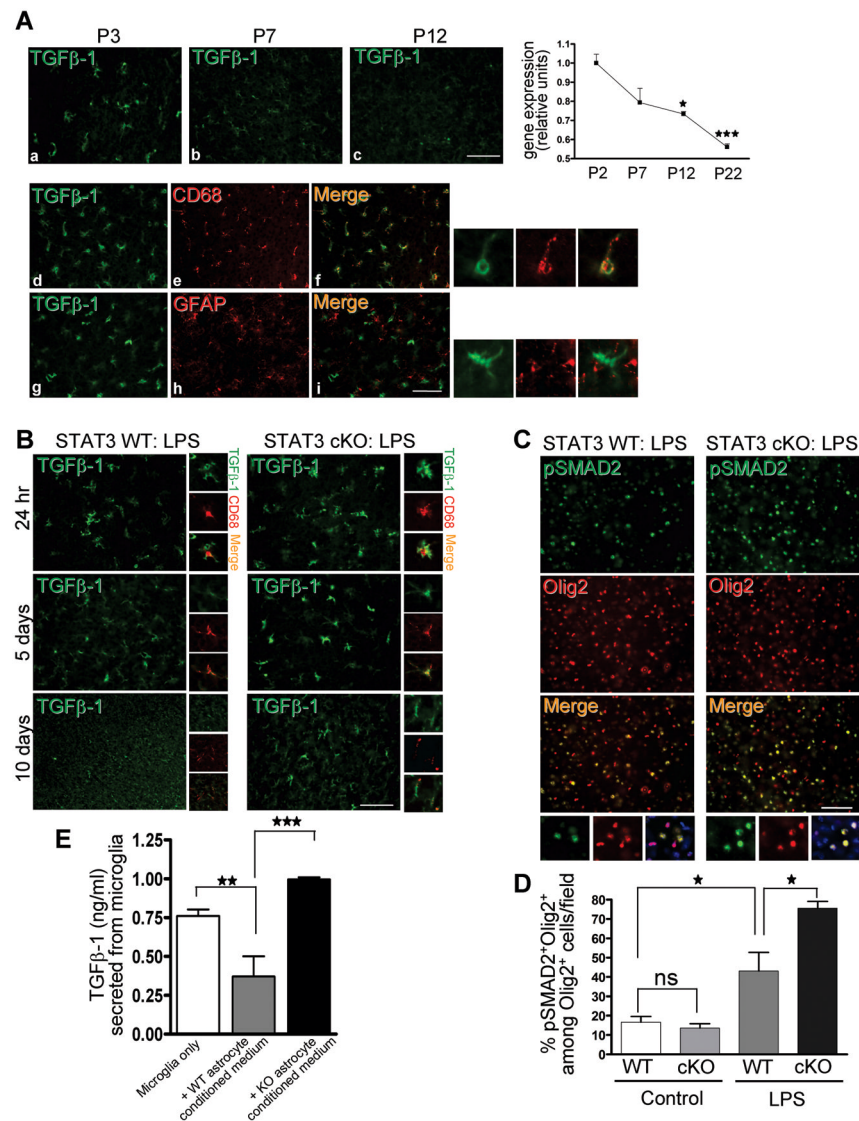 A
P3
P7
P12
TGFβ-1
TGFβ-1
TGFβ-1
a
b
c
gene expression
(relative units)
1.1
1.0
0.9
0.8
0.7
0.6
0.5
★
★★★
P2
P7
P12
P22
TGFβ-1
CD68
Merge
d
e
f
TGFβ-1
GFAP
Merge
g
h
i
B
STAT3 WT: LPS
STAT3 cKO: LPS
24 hr
TGFβ-1
TGFβ-1 CD68 Merge
TGFβ-1
TGFβ-1 CD68 Merge
5 days
TGFβ-1
TGFβ-1
10 days
TGFβ-1
TGFβ-1
C
STAT3 WT: LPS
STAT3 cKO: LPS
pSMAD2
pSMAD2
Olig2
Olig2
Merge
Merge
E
TGFβ-1 (ng/ml)
secreted from microglia
1.25
1.00
0.75
0.50
0.25
0.00
★★
★★★
Microglia only
+ WT astrocyte
conditioned medium
+ KO astrocyte
conditioned medium
D
% pSMAD2⁺Olig2⁺
among Olig2⁺ cells/field
80
70
60
50
40
30
20
10
0
ns
★
★
WT
cKO
WT
cKO
Control
LPS